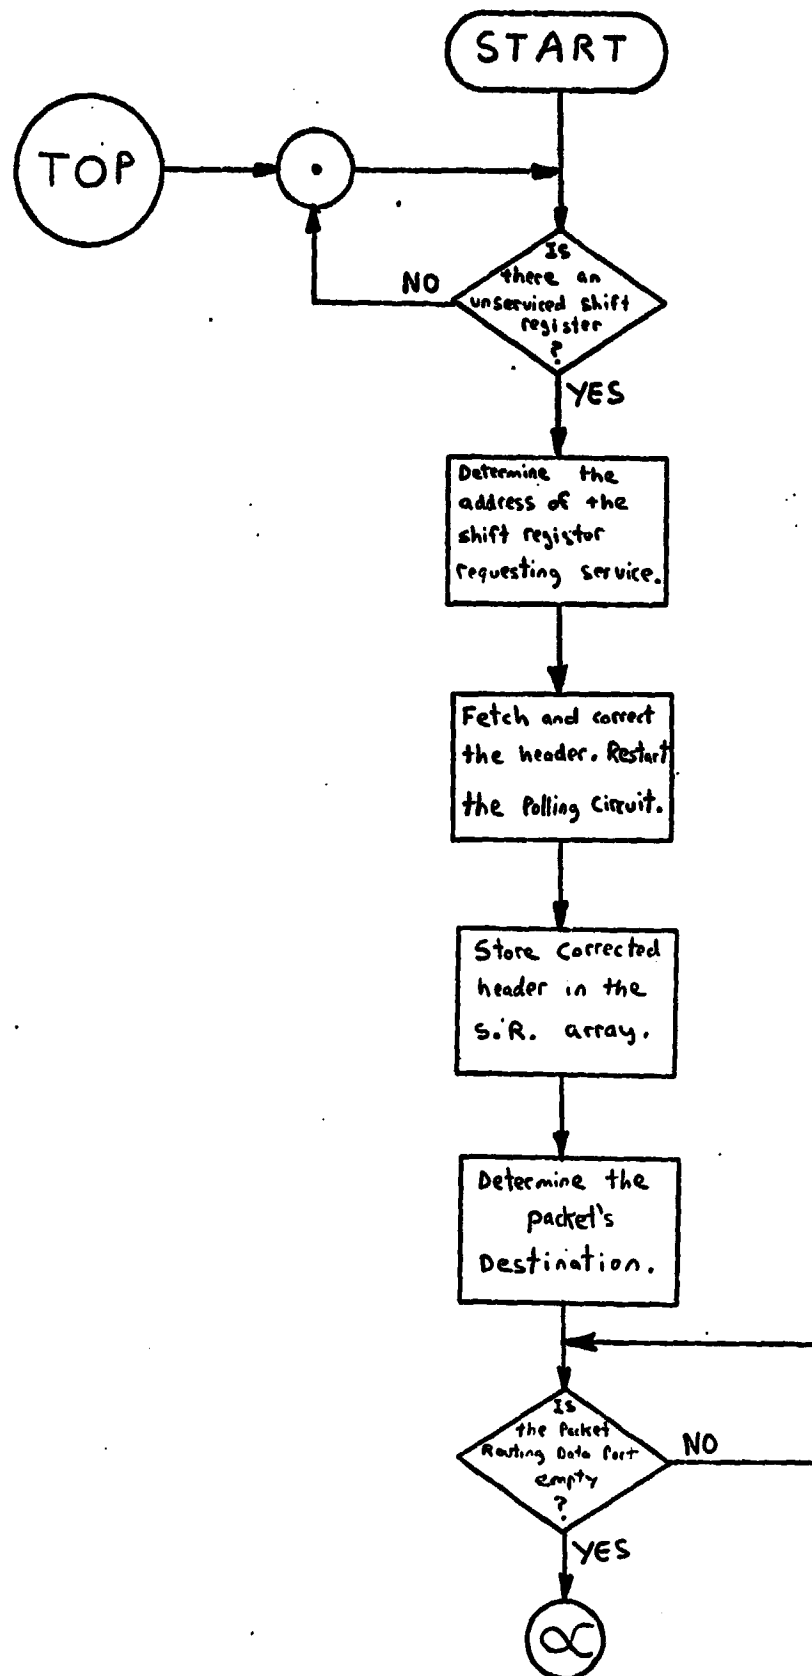 START
TOP
Is
there an
unserviced shift
register
?
NO
YES
Determine the
address of the
shift registor
requesting service.
Fetch and correct
the header. Restart
the Polling Circuit.
Store Corrected
header in the
S.R. array.
Determine the
packet's
Destination.
Is
the Packet
Routing Data Port
empty
?
NO
YES
∝